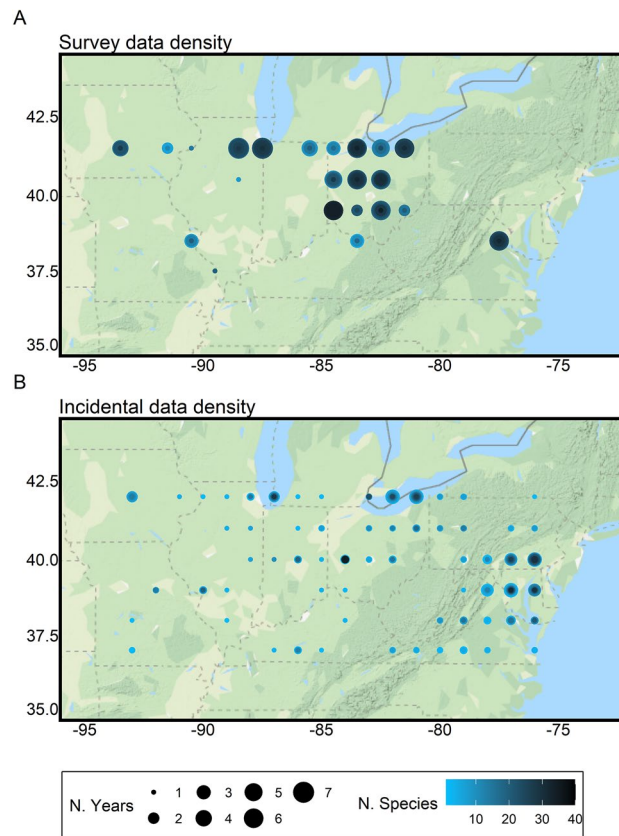 A
Survey data density
42.5
40.0
37.5
35.0
-95 -90 -85 -80 -75
B
Incidental data density
42.5
40.0
37.5
35.0
-95 -90 -85 -80 -75
N. Years 1 3 5 7
2 4 6
N. Species 10 20 30 40